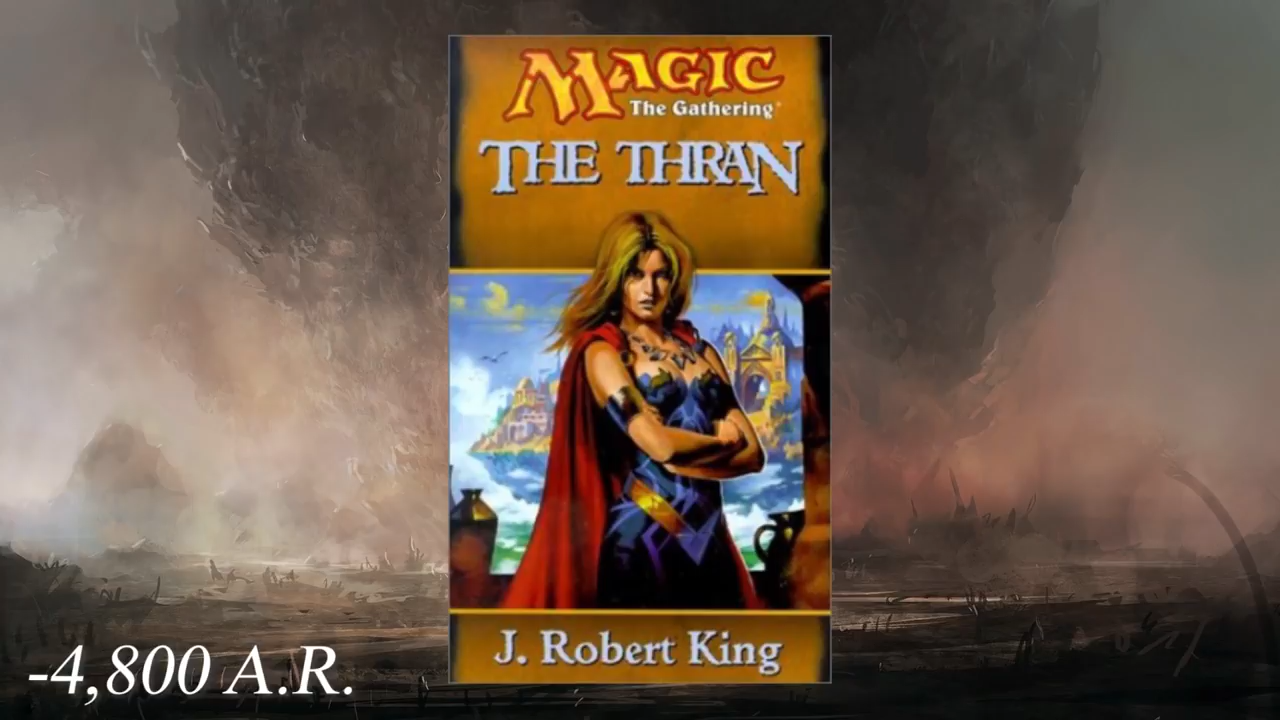 MAGIC
The Gathering®
THE THRAN
J. Robert King
-4,800 A.R.